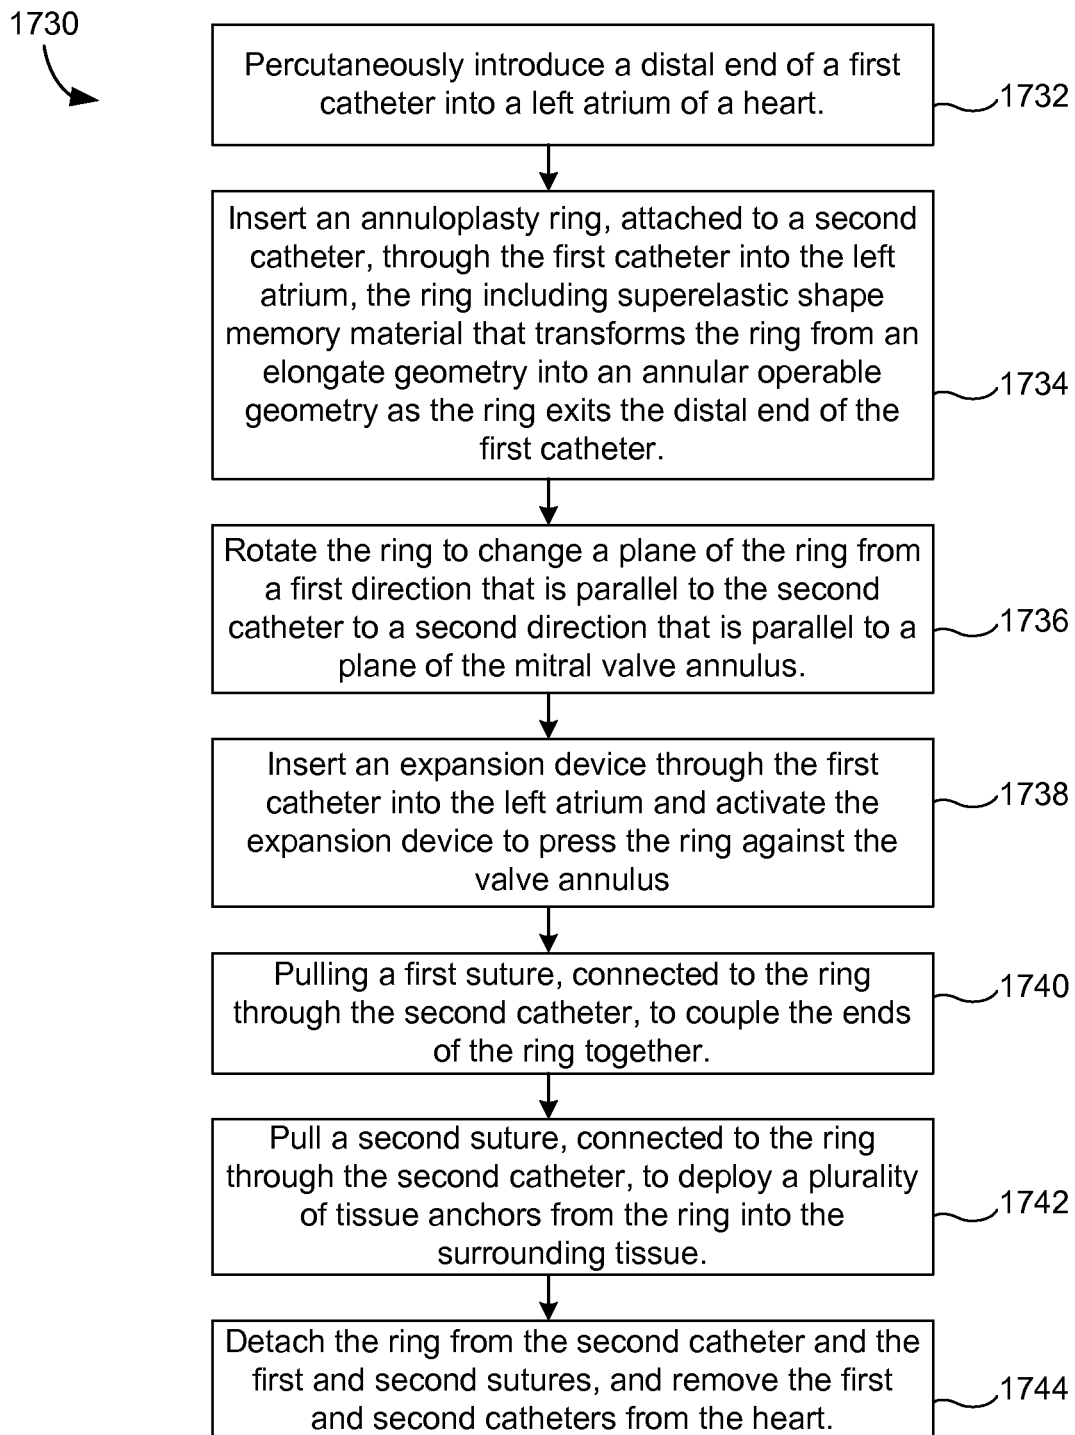 1730
Percutaneously introduce a distal end of a first
catheter into a left atrium of a heart.
1732
Insert an annuloplasty ring, attached to a second
catheter, through the first catheter into the left
atrium, the ring including superelastic shape
memory material that transforms the ring from an
elongate geometry into an annular operable
geometry as the ring exits the distal end of the
first catheter.
1734
Rotate the ring to change a plane of the ring from
a first direction that is parallel to the second
catheter to a second direction that is parallel to a
plane of the mitral valve annulus.
1736
Insert an expansion device through the first
catheter into the left atrium and activate the
expansion device to press the ring against the
valve annulus
1738
Pulling a first suture, connected to the ring
through the second catheter, to couple the ends
of the ring together.
1740
Pull a second suture, connected to the ring
through the second catheter, to deploy a plurality
of tissue anchors from the ring into the
surrounding tissue.
1742
Detach the ring from the second catheter and the
first and second sutures, and remove the first
and second catheters from the heart.
1744